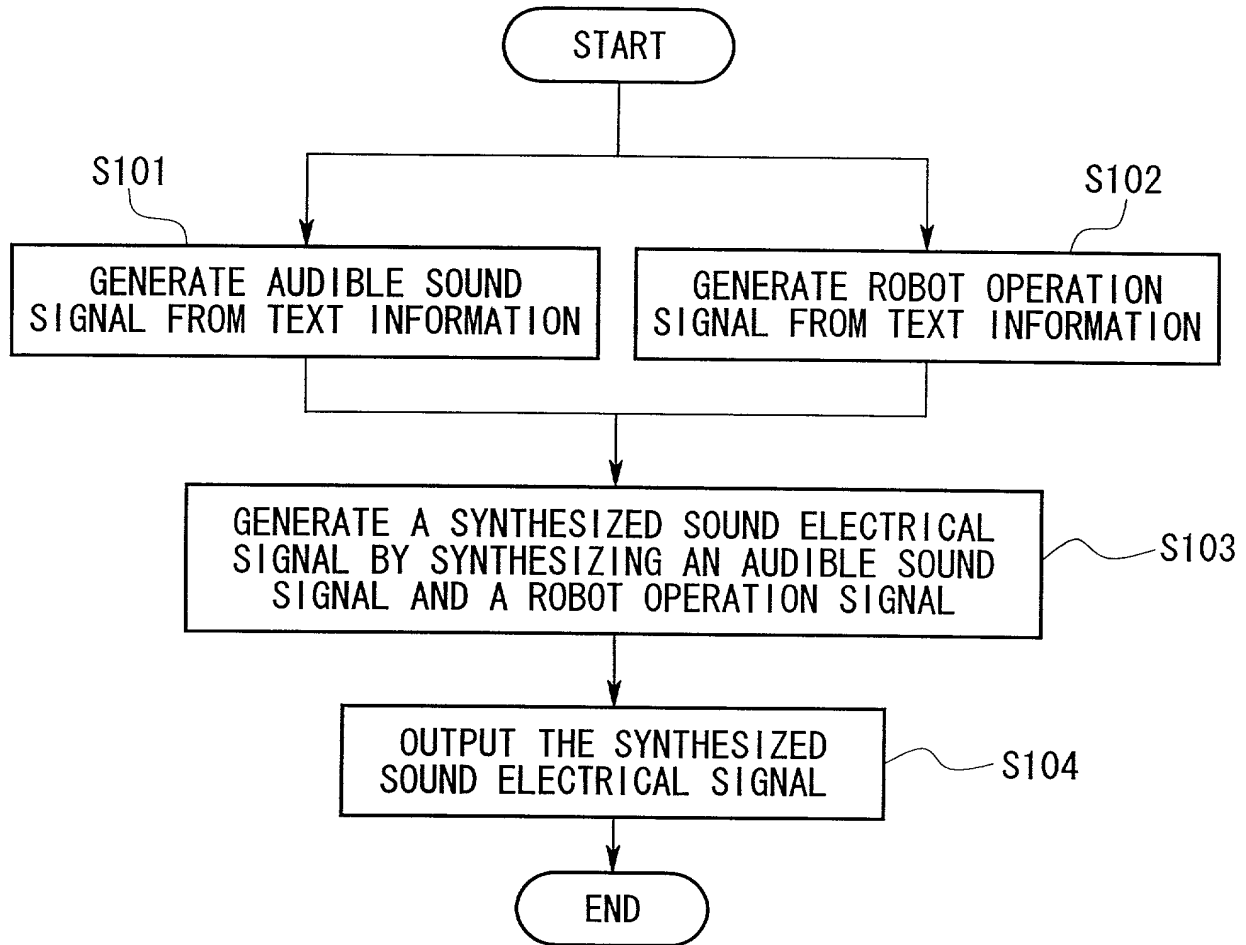 START
S101
S102
GENERATE AUDIBLE SOUND
SIGNAL FROM TEXT INFORMATION
GENERATE ROBOT OPERATION
SIGNAL FROM TEXT INFORMATION
GENERATE A SYNTHESIZED SOUND ELECTRICAL
SIGNAL BY SYNTHESIZING AN AUDIBLE SOUND
SIGNAL AND A ROBOT OPERATION SIGNAL
S103
OUTPUT THE SYNTHESIZED
SOUND ELECTRICAL SIGNAL
S104
END